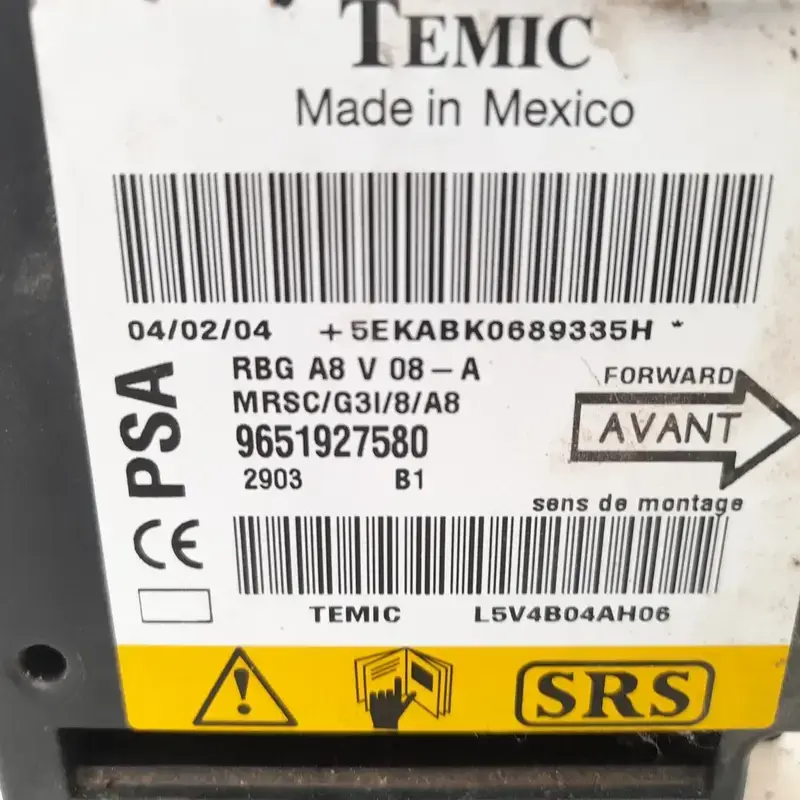 TEMIC
Made in Mexico
04/02/04 +5EKABK0689335H *
PSA
RBG A8 V 08-A
MRSC/G3I/8/A8
9651927580
2903 B1
FORWARD
AVANT
sens de montage
CE
TEMIC L5V4B04AH06
SRS